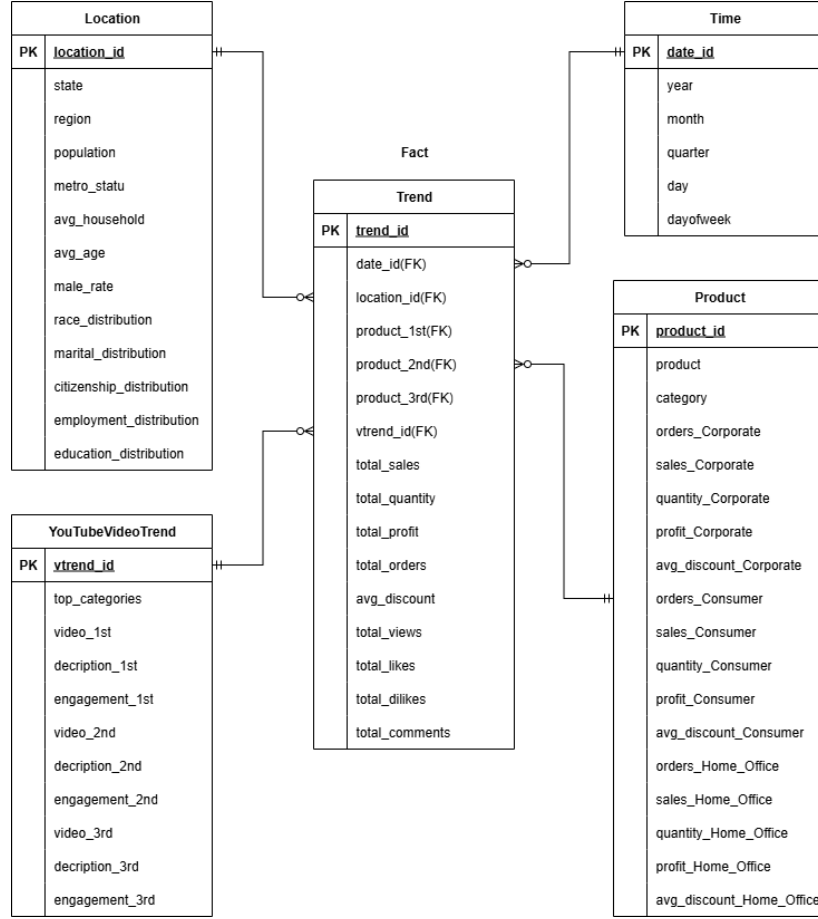 Location
PK location_id
state
region
population
metro_statu
avg_household
avg_age
male_rate
race_distribution
marital_distribution
citizenship_distribution
employment_distribution
education_distribution
YouTubeVideoTrend
PK vtrend_id
top_categories
video_1st
decription_1st
engagement_1st
video_2nd
decription_2nd
engagement_2nd
video_3rd
decription_3rd
engagement_3rd
Fact
Trend
PK trend_id
date_id(FK)
location_id(FK)
product_1st(FK)
product_2nd(FK)
product_3rd(FK)
vtrend_id(FK)
total_sales
total_quantity
total_profit
total_orders
avg_discount
total_views
total_likes
total_dilikes
total_comments
Time
PK date_id
year
month
quarter
day
dayofweek
Product
PK product_id
product
category
orders_Corporate
sales_Corporate
quantity_Corporate
profit_Corporate
avg_discount_Corporate
orders_Consumer
sales_Consumer
quantity_Consumer
profit_Consumer
avg_discount_Consumer
orders_Home_Office
sales_Home_Office
quantity_Home_Office
profit_Home_Office
avg_discount_Home_Office